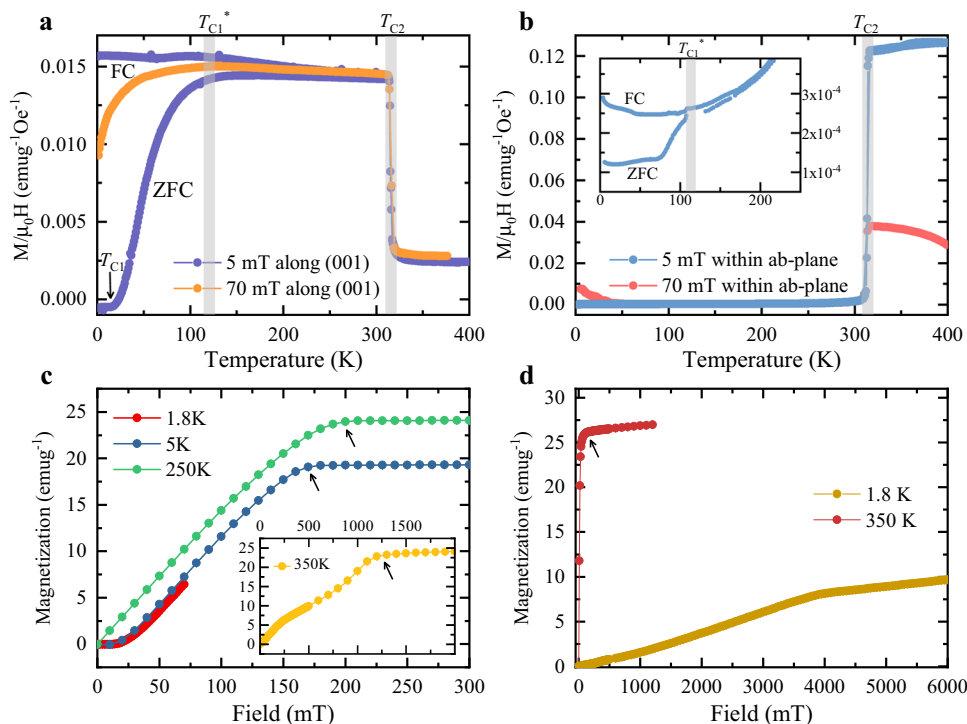 a
T_C1*
T_C2
M/μ₀H (emug⁻¹Oe⁻¹)
0.015
0.010
0.005
0.000
FC
ZFC
T_C1
5 mT along (001)
70 mT along (001)
0 50 100 150 200 250 300 350 400
Temperature (K)
b
T_C2
M/μ₀H (emug⁻¹Oe⁻¹)
0.12
0.10
0.08
0.06
0.04
0.02
0.00
T_C1*
FC
ZFC
3x10⁻⁴
2x10⁻⁴
1x10⁻⁴
0 100 200
5 mT within ab-plane
70 mT within ab-plane
0 100 200 300 400
Temperature (K)
c
Magnetization (emug⁻¹)
25
20
15
10
5
0
1.8K
5K
250K
0 500 1000 1500
25
20
15
10
5
0
350K
0 50 100 150 200 250 300
Field (mT)
d
Magnetization (emug⁻¹)
30
25
20
15
10
5
0
1.8 K
350 K
0 1000 2000 3000 4000 5000 6000
Field (mT)